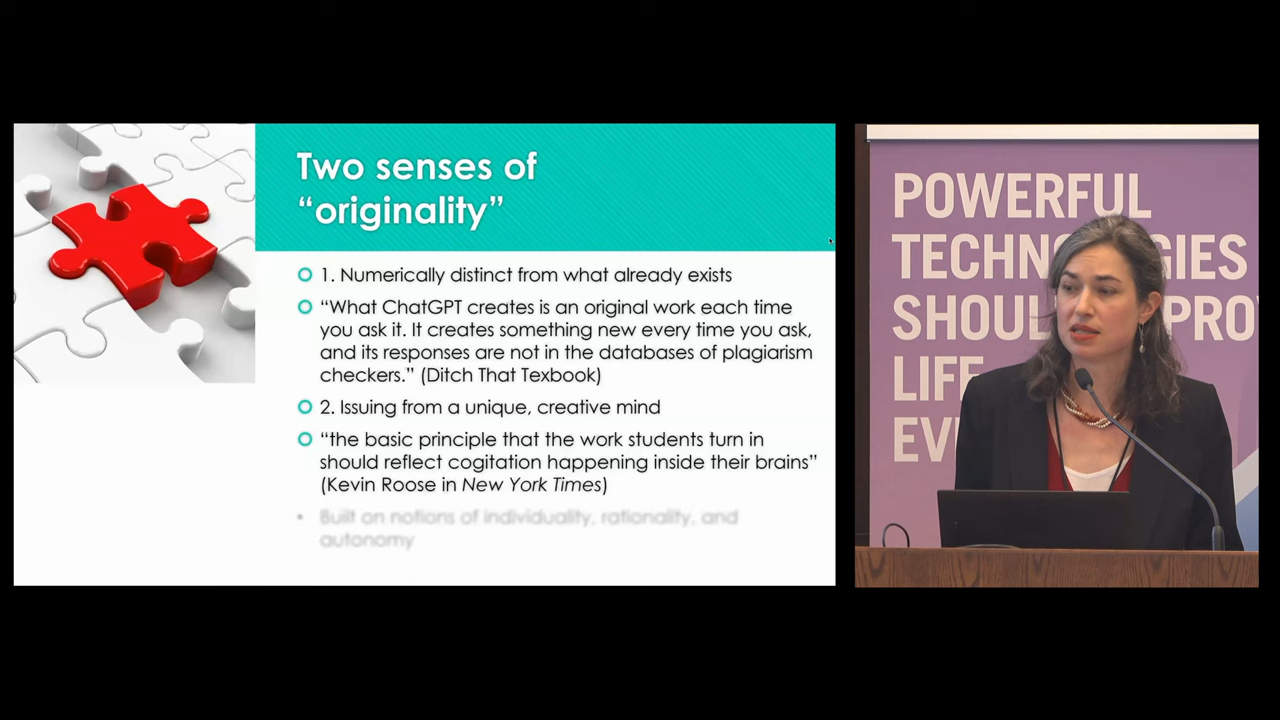 Two senses of
“originality”
1. Numerically distinct from what already exists
“What ChatGPT creates is an original work each time
you ask it. It creates something new every time you ask,
and its responses are not in the databases of plagiarism
checkers.” (Ditch That Texbook)
2. Issuing from a unique, creative mind
“the basic principle that the work students turn in
should reflect cogitation happening inside their brains”
(Kevin Roose in New York Times)
Built on notions of individuality, rationality, and
autonomy
POWERFUL
TECHN GIES
SHOUL PRO
LIFE
EV